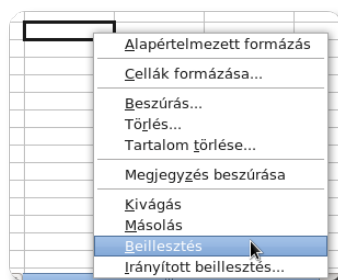 Alapértelmezett formázás
Cellák formázása...
Beszúrás...
Törlés...
Tartalom törlése...
Megjegyzés beszúrása
Kivágás
Másolás
Beillesztés
Irányított beillesztés...